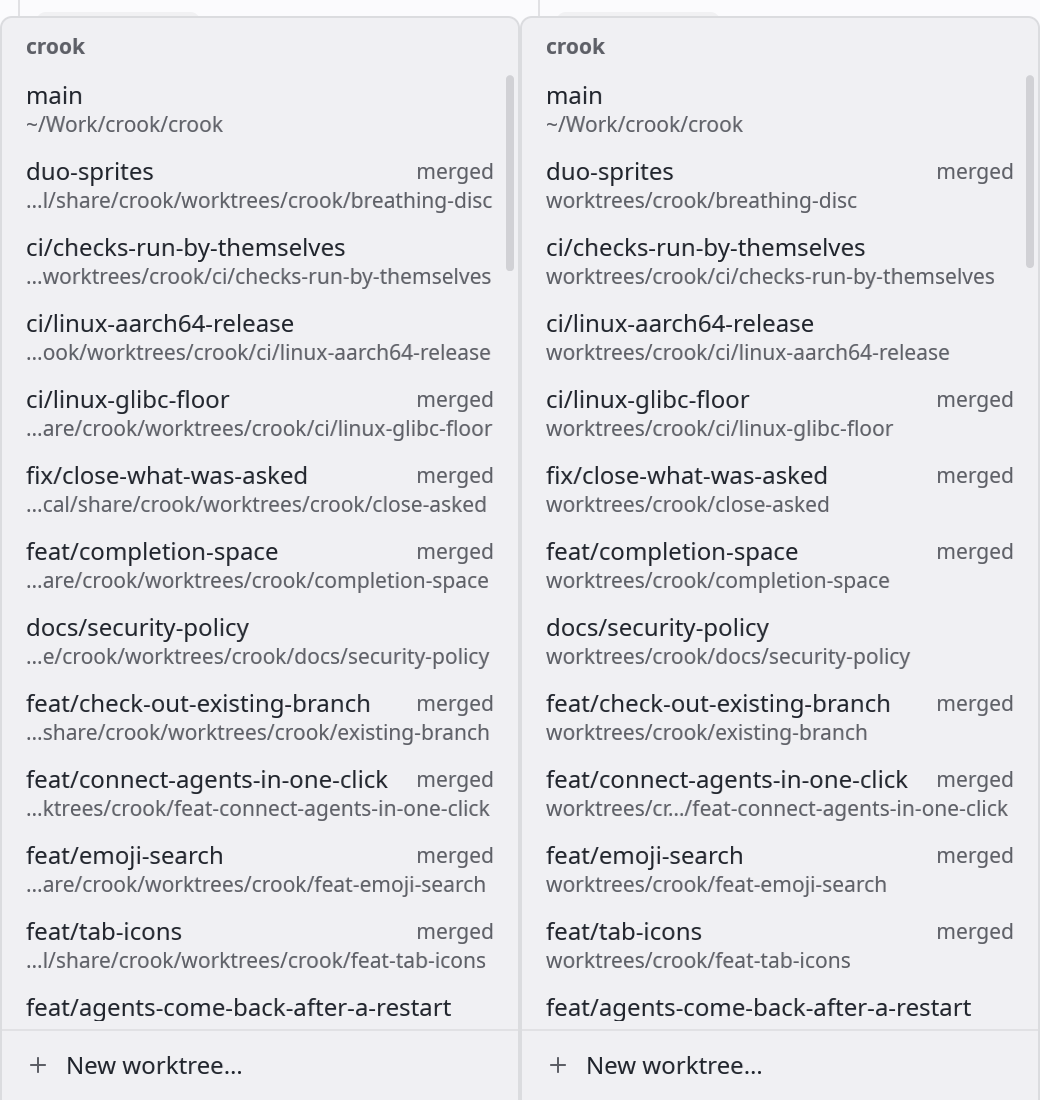 crook
main
~/Work/crook/crook
duo-sprites merged
...l/share/crook/worktrees/crook/breathing-disc
ci/checks-run-by-themselves
...worktrees/crook/ci/checks-run-by-themselves
ci/linux-aarch64-release
...ook/worktrees/crook/ci/linux-aarch64-release
ci/linux-glibc-floor merged
...are/crook/worktrees/crook/ci/linux-glibc-floor
fix/close-what-was-asked merged
...cal/share/crook/worktrees/crook/close-asked
feat/completion-space merged
...are/crook/worktrees/crook/completion-space
docs/security-policy
...e/crook/worktrees/crook/docs/security-policy
feat/check-out-existing-branch merged
...share/crook/worktrees/crook/existing-branch
feat/connect-agents-in-one-click merged
...ktrees/crook/feat-connect-agents-in-one-click
feat/emoji-search merged
...are/crook/worktrees/crook/feat-emoji-search
feat/tab-icons merged
...l/share/crook/worktrees/crook/feat-tab-icons
feat/agents-come-back-after-a-restart
+ New worktree...
crook
main
~/Work/crook/crook
duo-sprites merged
worktrees/crook/breathing-disc
ci/checks-run-by-themselves
worktrees/crook/ci/checks-run-by-themselves
ci/linux-aarch64-release
worktrees/crook/ci/linux-aarch64-release
ci/linux-glibc-floor merged
worktrees/crook/ci/linux-glibc-floor
fix/close-what-was-asked merged
worktrees/crook/close-asked
feat/completion-space merged
worktrees/crook/completion-space
docs/security-policy
worktrees/crook/docs/security-policy
feat/check-out-existing-branch merged
worktrees/crook/existing-branch
feat/connect-agents-in-one-click merged
worktrees/cr.../feat-connect-agents-in-one-click
feat/emoji-search merged
worktrees/crook/feat-emoji-search
feat/tab-icons merged
worktrees/crook/feat-tab-icons
feat/agents-come-back-after-a-restart
+ New worktree...